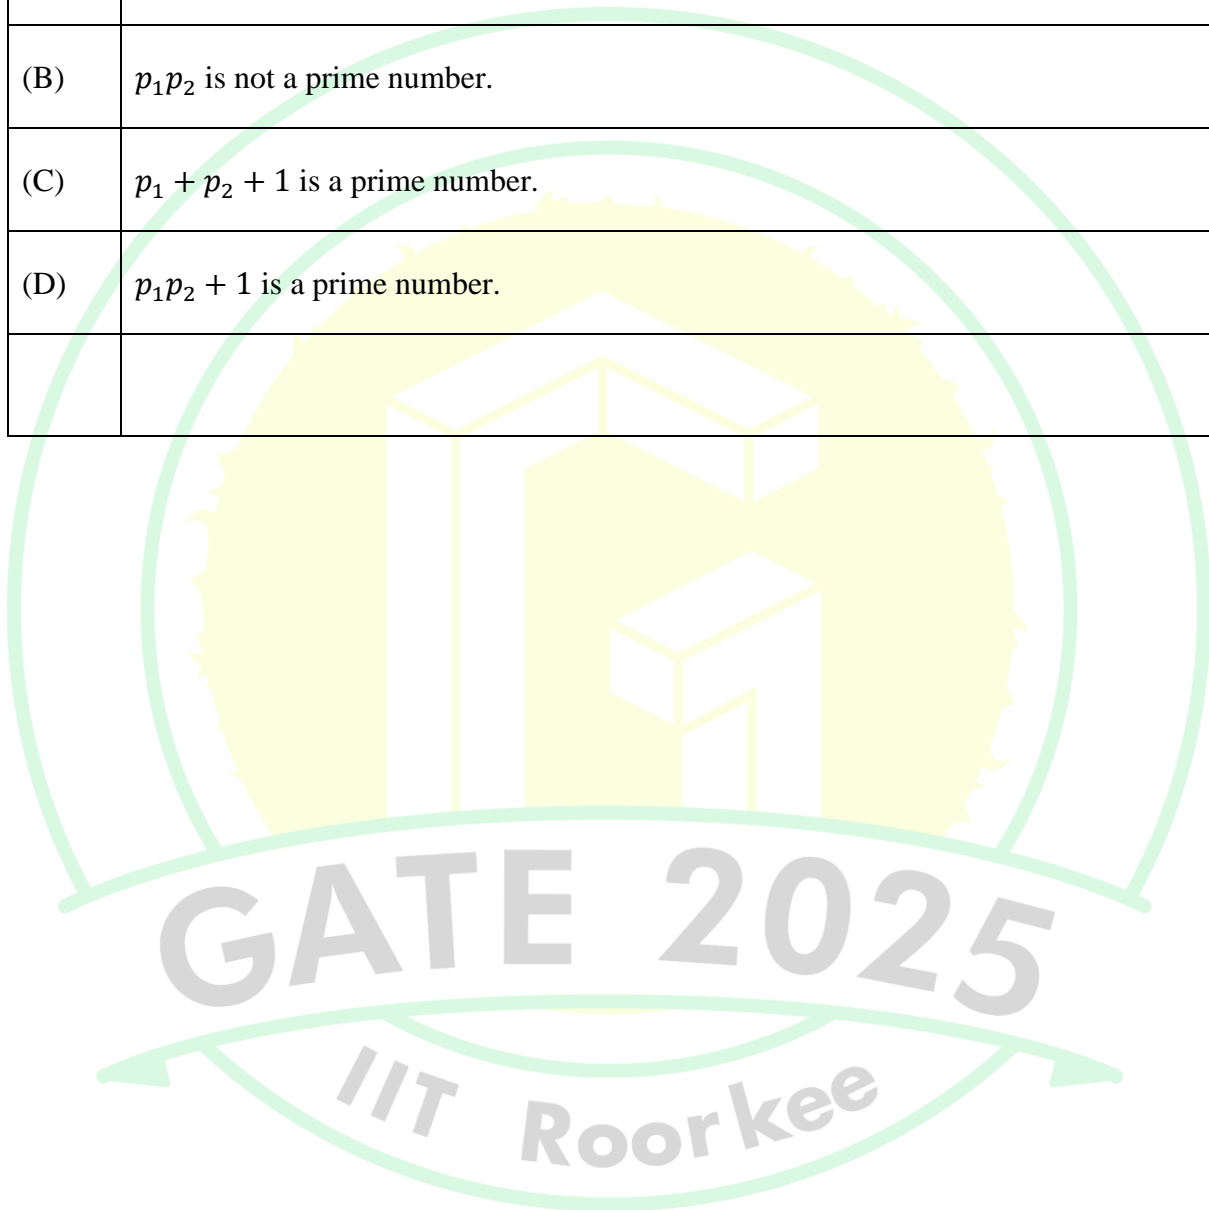 (B) p₁p₂ is not a prime number.
(C) p₁ + p₂ + 1 is a prime number.
(D) p₁p₂ + 1 is a prime number.
GATE 2025
IIT Roorkee